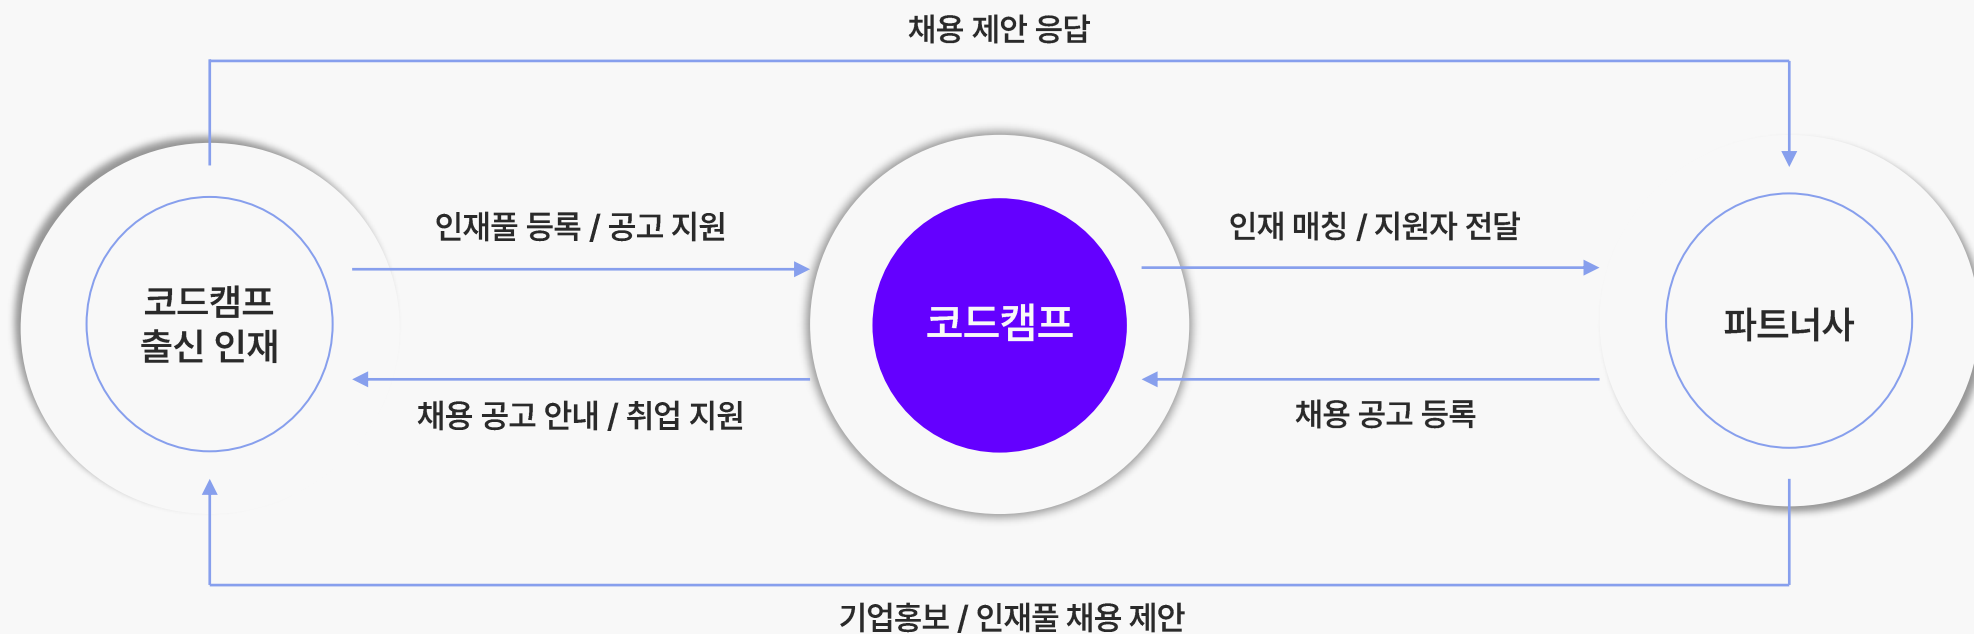 채용 제안 응답
인재풀 등록 / 공고 지원
인재 매칭 / 지원자 전달
코드캠프
출신 인재
코드캠프
파트너사
채용 공고 안내 / 취업 지원
채용 공고 등록
기업홍보 / 인재풀 채용 제안